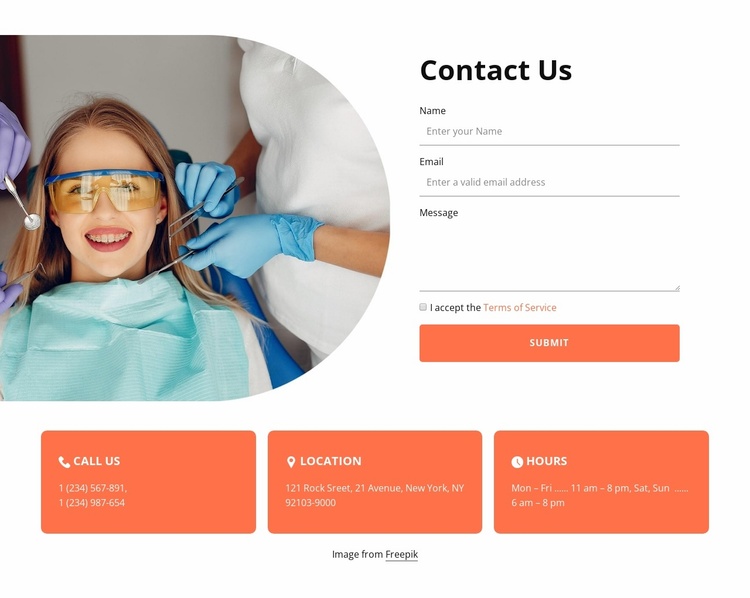 Contact Us
Name
Enter your Name
Email
Enter a valid email address
Message
I accept the Terms of Service
SUBMIT
CALL US
1 (234) 567-891,
1 (234) 987-654
LOCATION
121 Rock Sreet, 21 Avenue, New York, NY
92103-9000
HOURS
Mon – Fri ...... 11 am – 8 pm, Sat, Sun ......
6 am – 8 pm
Image from Freepik